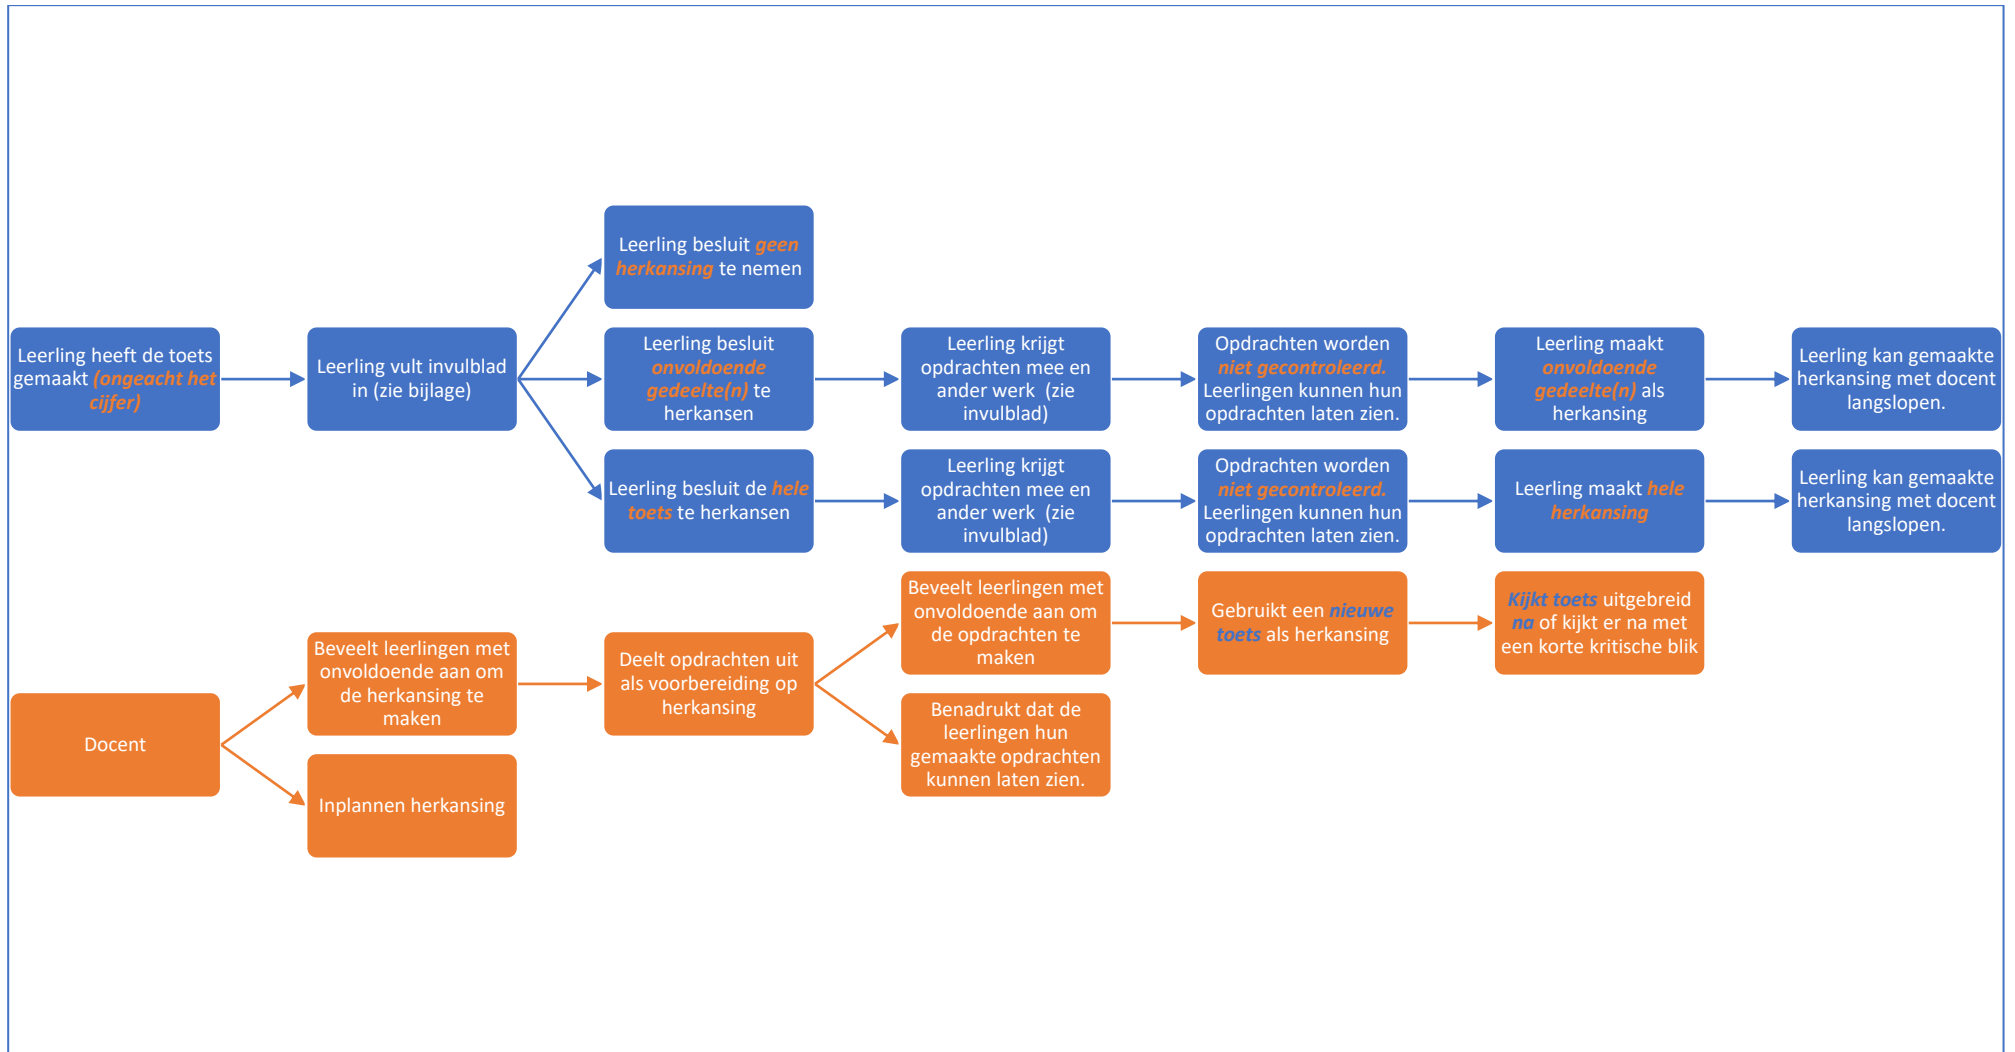 Leerling heeft de toets
gemaakt (ongeacht het
cijfer)
Leerling vult invulblad
in (zie bijlage)
Leerling besluit geen
herkansing te nemen
Leerling besluit
onvoldoende
gedeelte(n) te
herkansen
Leerling krijgt
opdrachten mee en
ander werk (zie
invulblad)
Opdrachten worden
niet gecontroleerd.
Leerlingen kunnen hun
opdrachten laten zien.
Leerling maakt
onvoldoende
gedeelte(n) als
herkansing
Leerling kan gemaakte
herkansing met docent
langslopen.
Leerling besluit de hele
toets te herkansen
Leerling krijgt
opdrachten mee en
ander werk (zie
invulblad)
Opdrachten worden
niet gecontroleerd.
Leerlingen kunnen hun
opdrachten laten zien.
Leerling maakt hele
herkansing
Leerling kan gemaakte
herkansing met docent
langslopen.
Docent
Beveelt leerlingen met
onvoldoende aan om
de herkansing te
maken
Deelt opdrachten uit
als voorbereiding op
herkansing
Beveelt leerlingen met
onvoldoende aan om
de opdrachten te
maken
Gebruikt een nieuwe
toets als herkansing
Kijkt toets uitgebreid
na of kijkt er na met
een korte kritische blik
Benadrukt dat de
leerlingen hun
gemaakte opdrachten
kunnen laten zien.
Inplannen herkansing